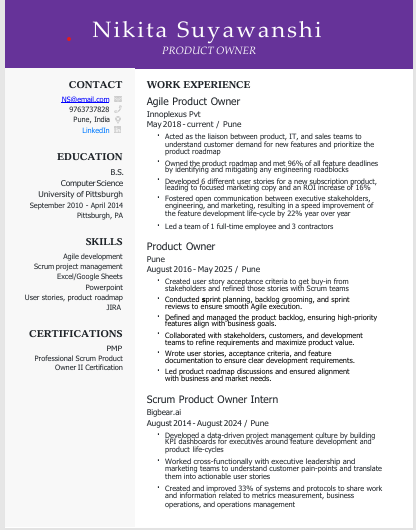 Nikita Suyawanshi
PRODUCT OWNER
CONTACT
NS@email.com
9763737828
Pune, India
LinkedIn
EDUCATION
B.S.
Computer Science
University of Pittsburgh
September 2010 - April 2014
Pittsburgh, PA
SKILLS
Agile development
Scrum project management
Excel/Google Sheets
Powerpoint
User stories, product roadmap
JIRA
CERTIFICATIONS
PMP
Professional Scrum Product
Owner II Certification
WORK EXPERIENCE
Agile Product Owner
Innoplexus Pvt
May 2018 - current / Pune
Acted as the liaison between product, IT, and sales teams to
understand customer demand for new features and prioritize the
product roadmap
Owned the product roadmap and met 96% of all feature deadlines
by identifying and mitigating any engineering roadblocks
Developed 6 different user stories for a new subscription product,
leading to focused marketing copy and an ROI increase of 16%
Fostered open communication between executive stakeholders,
engineering, and marketing, resulting in a speed improvement of
the feature development life-cycle by 22% year over year
Led a team of 1 full-time employee and 3 contractors
Product Owner
Pune
August 2016 - May 2025 / Pune
Created user story acceptance criteria to get buy-in from
stakeholders and refined those stories with Scrum teams
Conducted sprint planning, backlog grooming, and sprint
reviews to ensure smooth Agile execution.
Defined and managed the product backlog, ensuring high-priority
features align with business goals.
Collaborated with stakeholders, customers, and development
teams to refine requirements and maximize product value.
Wrote user stories, acceptance criteria, and feature
documentation to ensure clear development requirements.
Led product roadmap discussions and ensured alignment
with business and market needs.
Scrum Product Owner Intern
Bigbear.ai
August 2014 - August 2024 / Pune
Developed a data-driven project management culture by building
KPI dashboards for executives around feature development and
product life-cycles
Worked cross-functionally with executive leadership and
marketing teams to understand customer pain-points and translate
them into actionable user stories
Created and improved 33% of systems and protocols to share work
and information related to metrics measurement, business
operations, and operations management